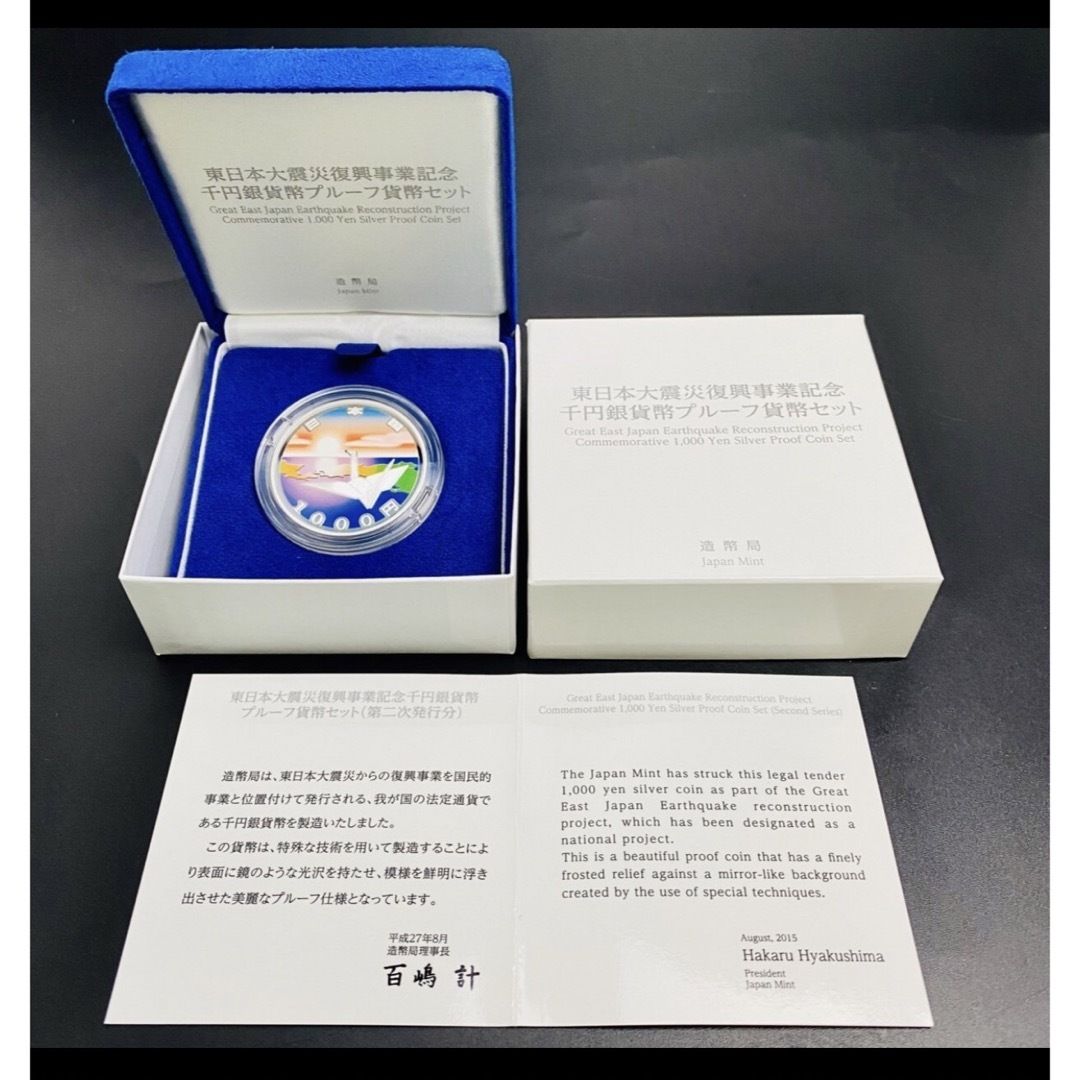 東日本大震災復興事業記念
千円銀貨幣プルーフ貨幣セット
Great East Japan Earthquake Reconstruction Project
Commemorative 1,000 Yen Silver Proof Coin Set
造幣局
Japan Mint
日本国
1000円
東日本大震災復興事業記念
千円銀貨幣プルーフ貨幣セット
Great East Japan Earthquake Reconstruction Project
Commemorative 1,000 Yen Silver Proof Coin Set
造幣局
Japan Mint
東日本大震災復興事業記念千円銀貨幣
プルーフ貨幣セット(第二次発行分)
造幣局は、東日本大震災からの復興事業を国民的
事業と位置付けて発行される、我が国の法定通貨で
ある千円銀貨幣を製造いたしました。
この貨幣は、特殊な技術を用いて製造することによ
り表面に鏡のような光沢を持たせ、模様を鮮明に浮き
出させた美麗なプルーフ仕様となっています。
平成27年8月
造幣局理事長
百嶋 計
Great East Japan Earthquake Reconstruction Project
Commemorative 1,000 Yen Silver Proof Coin Set (Second Series)
The Japan Mint has struck this legal tender
1,000 yen silver coin as part of the Great
East Japan Earthquake reconstruction
project, which has been designated as a
national project.
This is a beautiful proof coin that has a finely
frosted relief against a mirror-like background
created by the use of special techniques.
August, 2015
Hakaru Hyakushima
President
Japan Mint